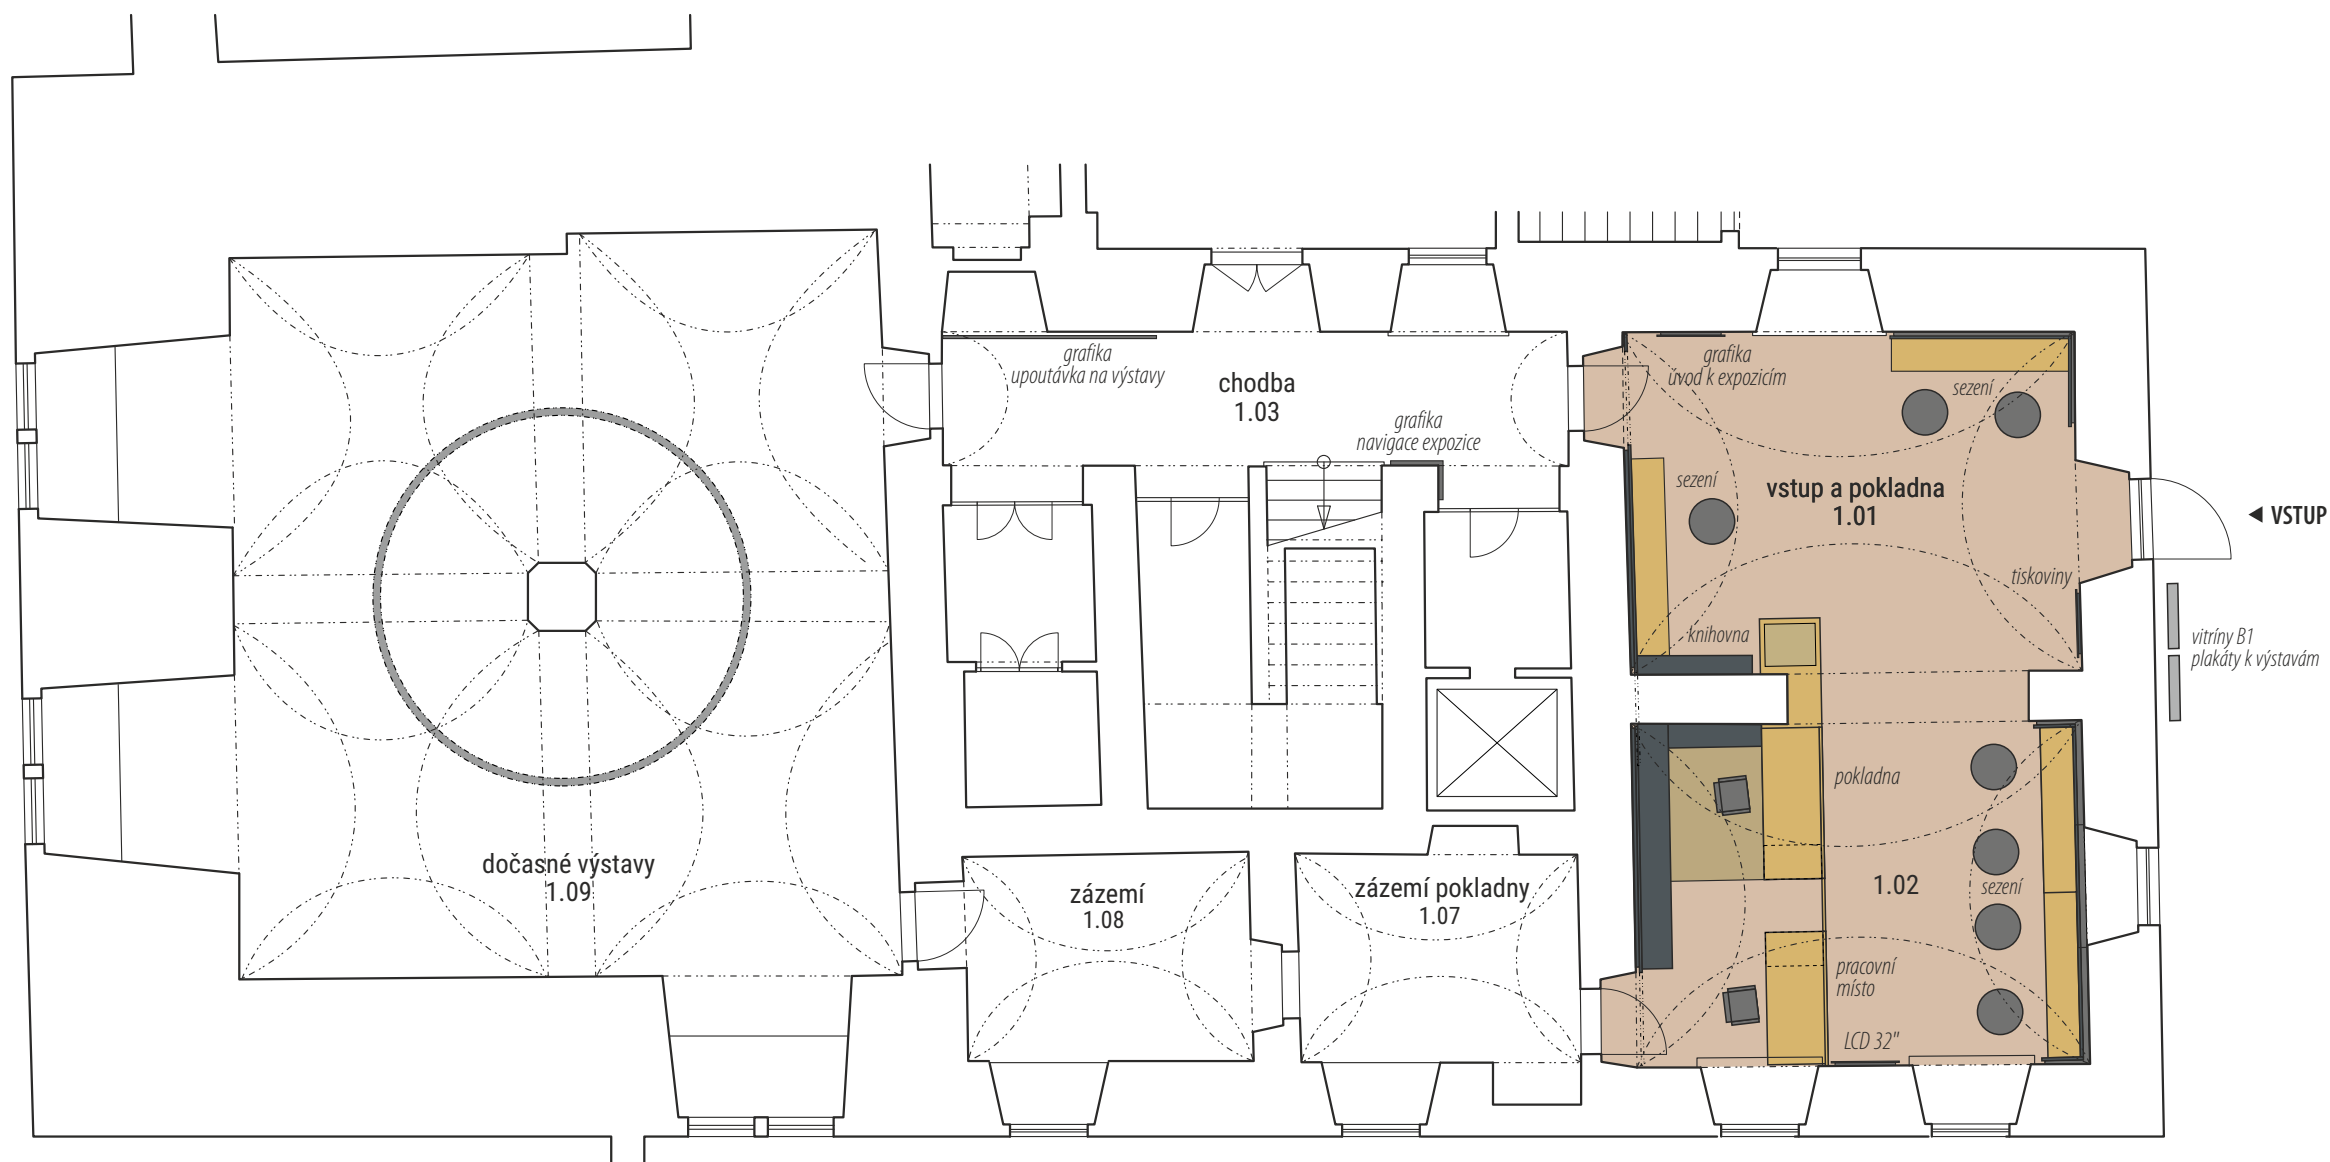 grafika
upoutávka na výstavy
chodba
1.03
grafika
navigace expozice
grafika
úvod k expozicím
sezení
sezení
vstup a pokladna
1.01
VSTUP
tiskoviny
knihovna
vitríny B1
plakáty k výstavám
pokladna
dočasné výstavy
1.09
zázemí
1.08
zázemí pokladny
1.07
1.02
sezení
pracovní
místo
LCD 32"